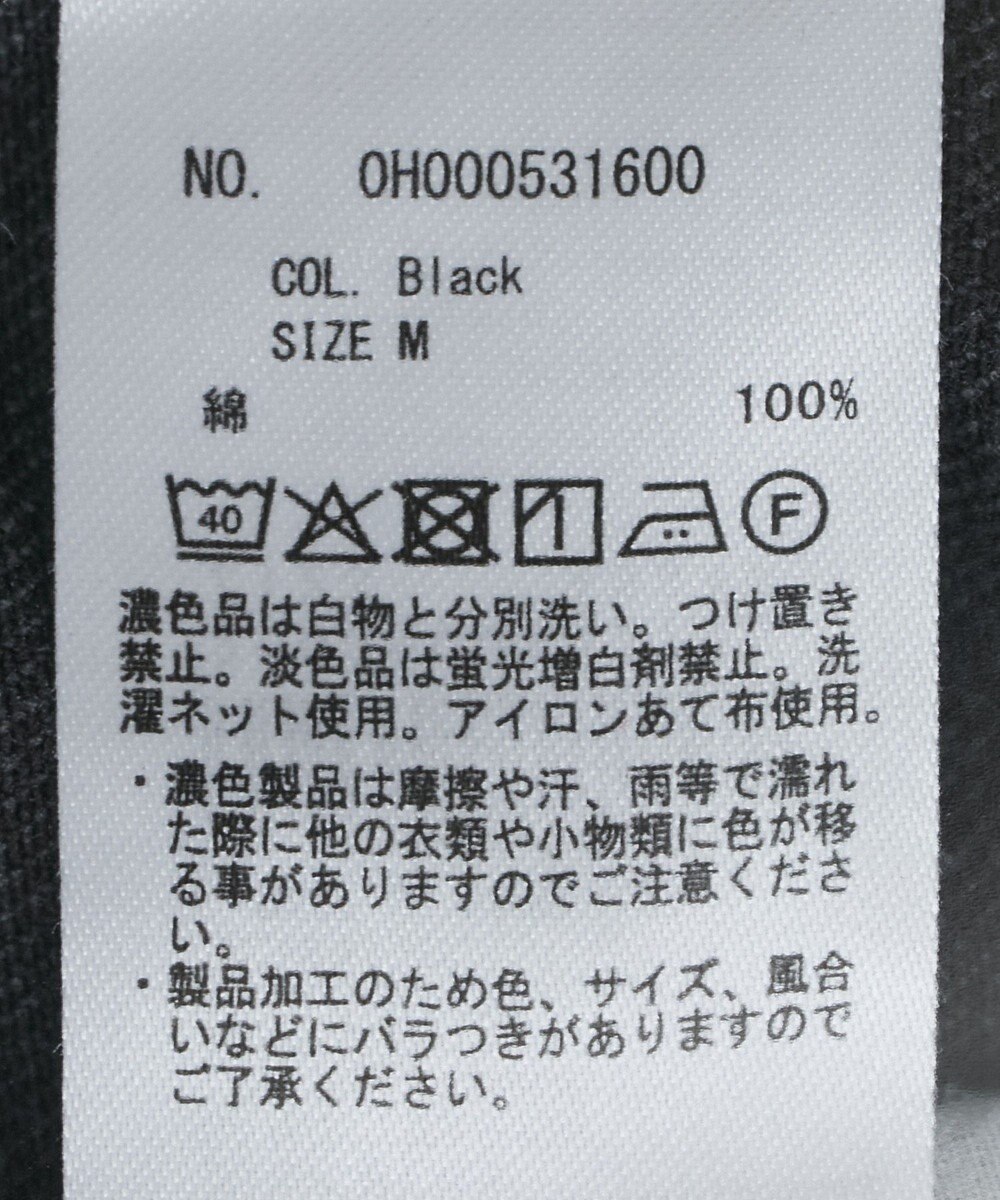 NO. OH000531600
COL. Black
SIZE M
綿 100%
40 F
濃色品は白物と分別洗い。つけ置き
禁止。淡色品は蛍光増白剤禁止。洗
濯ネット使用。アイロンあて布使用。
・濃色製品は摩擦や汗、雨等で濡れ
た際に他の衣類や小物類に色が移
る事がありますのでご注意くださ
い。
・製品加工のため色、サイズ、風合
いなどにバラつきがありますので
ご了承ください。